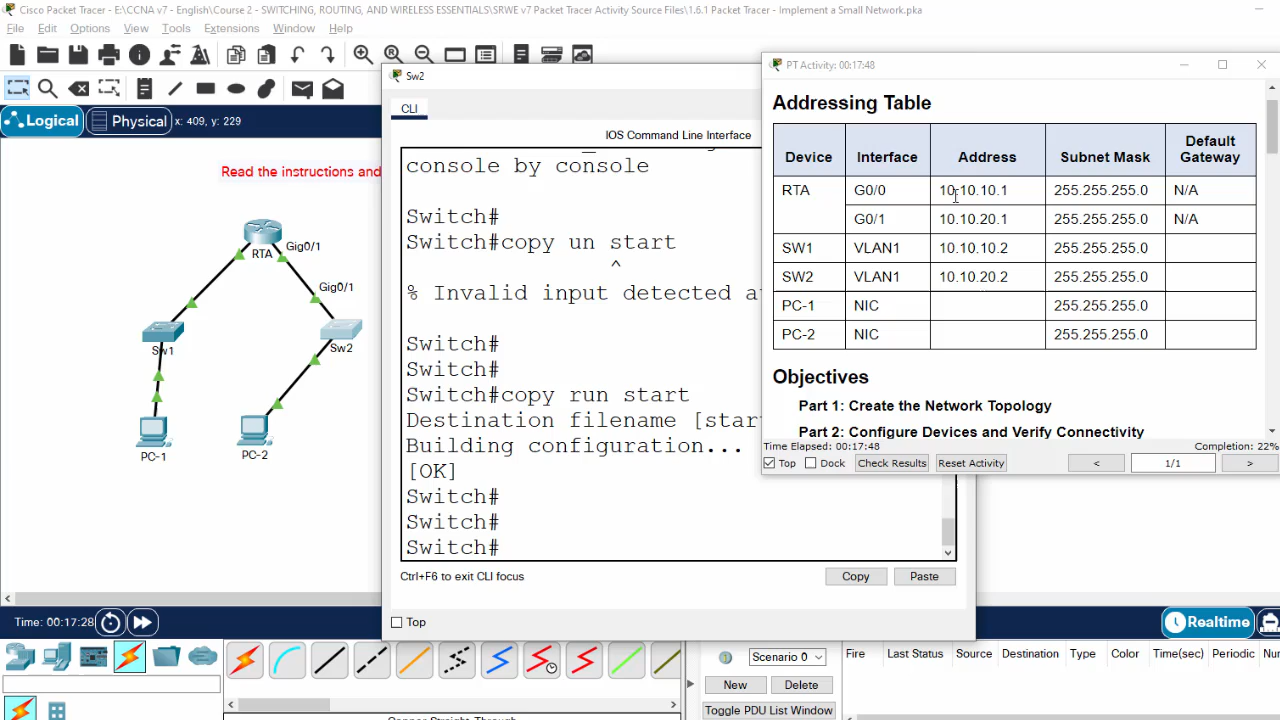 Cisco Packet Tracer - E:\CCNA v7 - English\Course 2 - SWITCHING, ROUTING, AND WIRELESS ESSENTIALS\SRWE v7 Packet Tracer Activity Source Files\1.6.1 Packet Tracer - Implement a Small Network.pka
File Edit Options View Tools Extensions Window Help
Logical Physical x: 409, y: 229
Read the instructions and
RTA
Gig0/1
Gig0/1
Sw1
Sw2
PC-1
PC-2
Sw2
CLI
IOS Command Line Interface
console by console
Switch#
Switch#copy un start
^
% Invalid input detected a
Switch#
Switch#
Switch#copy run start
Destination filename [star
Building configuration...
[OK]
Switch#
Switch#
Switch#
Ctrl+F6 to exit CLI focus
Copy Paste
Top
PT Activity: 00:17:48
Addressing Table
Device Interface Address Subnet Mask Default Gateway
RTA G0/0 10.10.10.1 255.255.255.0 N/A
G0/1 10.10.20.1 255.255.255.0 N/A
SW1 VLAN1 10.10.10.2 255.255.255.0
SW2 VLAN1 10.10.20.2 255.255.255.0
PC-1 NIC 255.255.255.0
PC-2 NIC 255.255.255.0
Objectives
Part 1: Create the Network Topology
Part 2: Configure Devices and Verify Connectivity
Time Elapsed: 00:17:48 Completion: 22%
Top Dock Check Results Reset Activity < 1/1 >
Time: 00:17:28
Realtime
Scenario 0
New Delete
Toggle PDU List Window
Fire Last Status Source Destination Type Color Time(sec) Periodic Nu
Copper Straight-Through